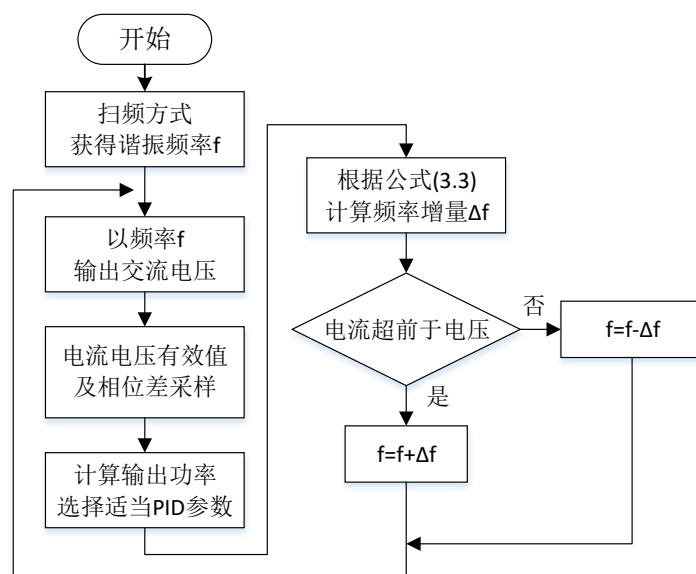 开始
扫频方式
获得谐振频率f
以频率f
输出交流电压
电流电压有效值
及相位差采样
计算输出功率
选择适当PID参数
根据公式(3.3)
计算频率增量Δf
电流超前于电压
否
f=f-Δf
是
f=f+Δf